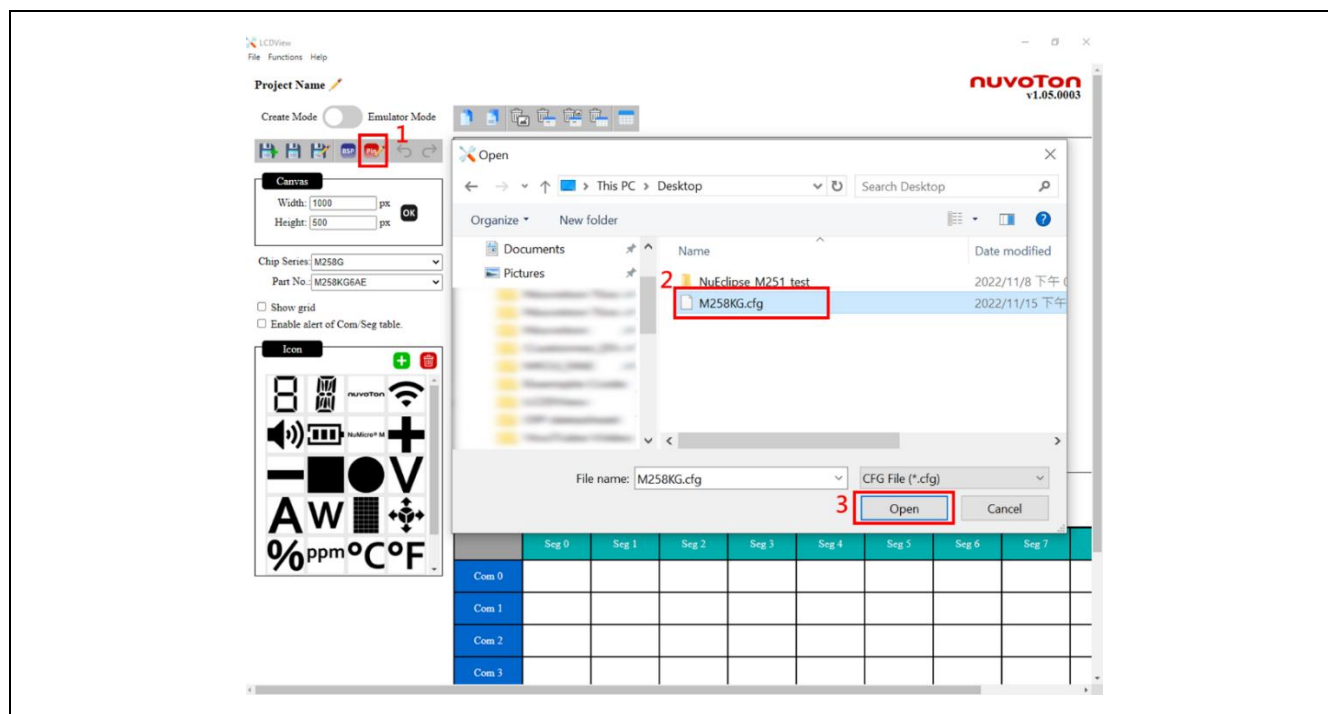 LCDView
File Functions Help
Project Name
nuvoTon
v1.05.0003
Create Mode Emulator Mode
1
BSP
Canvas
Width: 1000 px
Height: 500 px
OK
Chip Series: M258G
Part No.: M258KG6AE
Show grid
Enable alert of Com/Seg table.
Icon
nuvoTon
NuMicro® M
V
A W
% ppm °C °F
Open
This PC > Desktop
Search Desktop
Organize New folder
Documents
Pictures
Name Date modified
2
NuEclipse_M251_test 2022/11/8 下午
M258KG.cfg 2022/11/15 下午
File name: M258KG.cfg CFG File (*.cfg)
3
Open Cancel
Seg 0 Seg 1 Seg 2 Seg 3 Seg 4 Seg 5 Seg 6 Seg 7
Com 0
Com 1
Com 2
Com 3